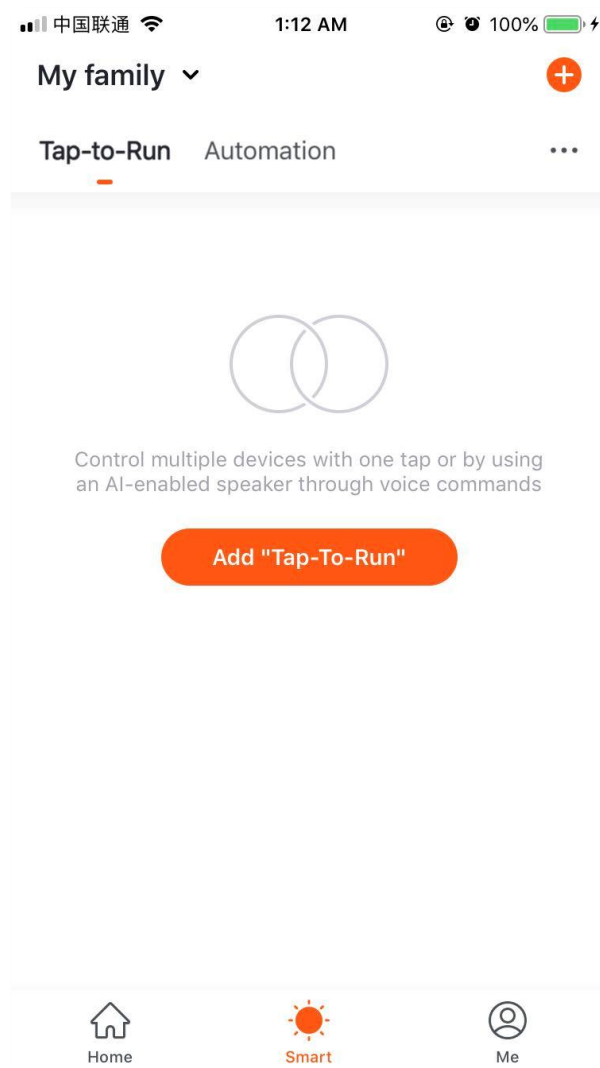 中国联通 1:12 AM 100%
My family
Tap-to-Run Automation
Control multiple devices with one tap or by using
an AI-enabled speaker through voice commands
Add "Tap-To-Run"
Home Smart Me